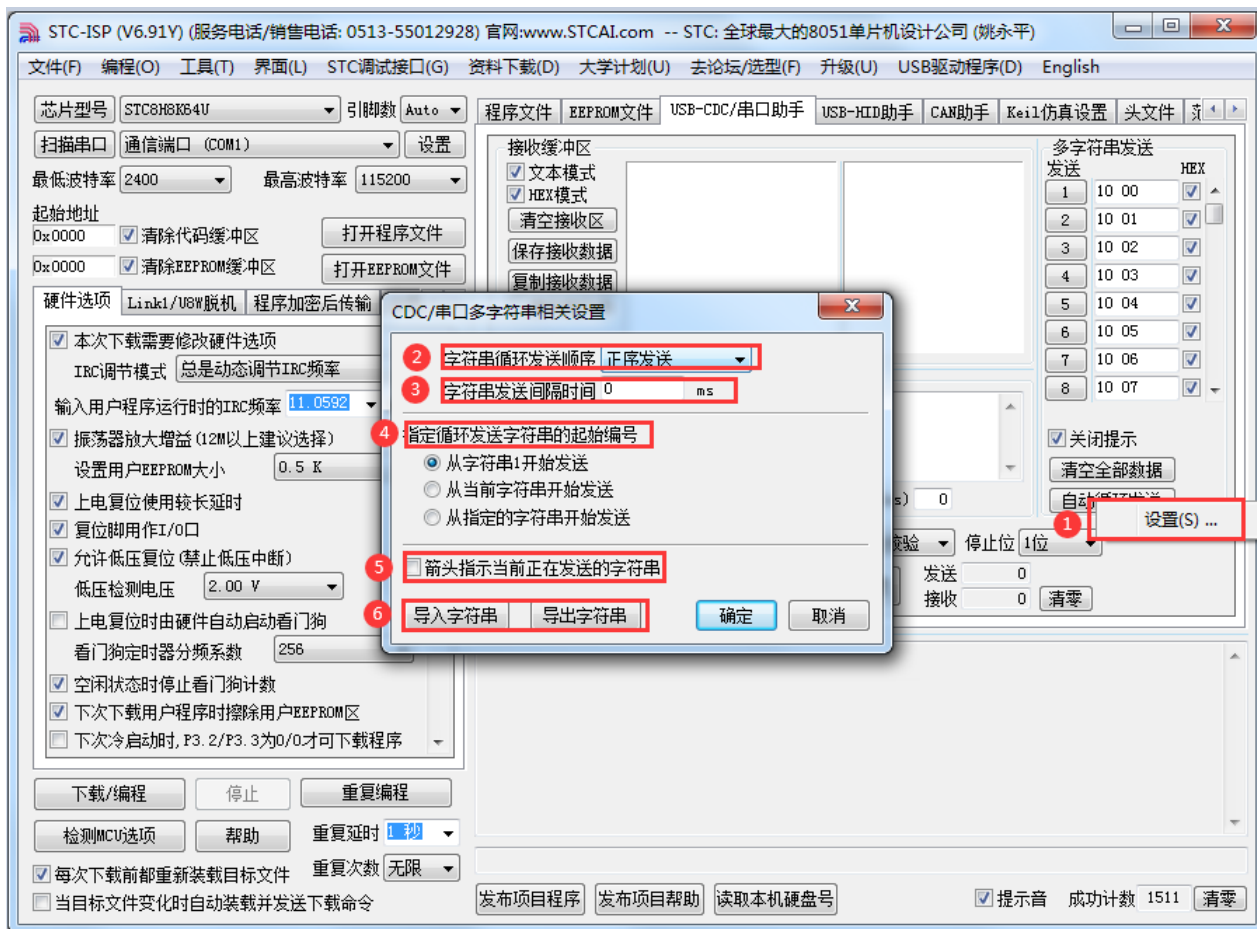 STC-ISP (V6.91Y) (服务电话/销售电话: 0513-55012928) 官网:www.STCAI.com -- STC: 全球最大的8051单片机设计公司 (姚永平)
文件(F) 编程(O) 工具(T) 界面(L) STC调试接口(G) 资料下载(D) 大学计划(U) 去论坛/选型(F) 升级(U) USB驱动程序(D) English
芯片型号 STC8H8K64U 引脚数 Auto
扫描串口 通信端口 (COM1) 设置
最低波特率 2400 最高波特率 115200
起始地址
0x0000 清除代码缓冲区 打开程序文件
0x0000 清除EEPROM缓冲区 打开EEPROM文件
硬件选项 Link1/U8W脱机 程序加密后传输
本次下载需要修改硬件选项
IRC调节模式 总是动态调节IRC频率
输入用户程序运行时的IRC频率 11.0592
振荡器放大增益(12M以上建议选择)
设置用户EEPROM大小 0.5 K
上电复位使用较长延时
复位脚用作I/O口
允许低压复位(禁止低压中断)
低压检测电压 2.00 V
上电复位时由硬件自动启动看门狗
看门狗定时器分频系数 256
空闲状态时停止看门狗计数
下次下载用户程序时擦除用户EEPROM区
下次冷启动时,P3.2/P3.3为0/0才可下载程序
下载/编程 停止 重复编程
检测MCU选项 帮助 重复延时 1 秒
每次下载前都重新装载目标文件 重复次数 无限
当目标文件变化时自动装载并发送下载命令
程序文件 EEPROM文件 USB-CDC/串口助手 USB-HID助手 CAN助手 Keil仿真设置 头文件
接收缓冲区
文本模式
HEX模式
清空接收区
保存接收数据
复制接收数据
多字符串发送
发送 HEX
1 10 00
2 10 01
3 10 02
4 10 03
5 10 04
6 10 05
7 10 06
8 10 07
关闭提示
清空全部数据
自动循环发送
1 设置(S) ...
s) 0
校验 停止位 1位
发送 0
接收 0 清零
CDC/串口多字符串相关设置
2 字符串循环发送顺序 正序发送
3 字符串发送间隔时间 0 ms
4 指定循环发送字符串的起始编号
从字符串1开始发送
从当前字符串开始发送
从指定的字符串开始发送
5 箭头指示当前正在发送的字符串
6 导入字符串 导出字符串 确定 取消
发布项目程序 发布项目帮助 读取本机硬盘号 提示音 成功计数 1511 清零